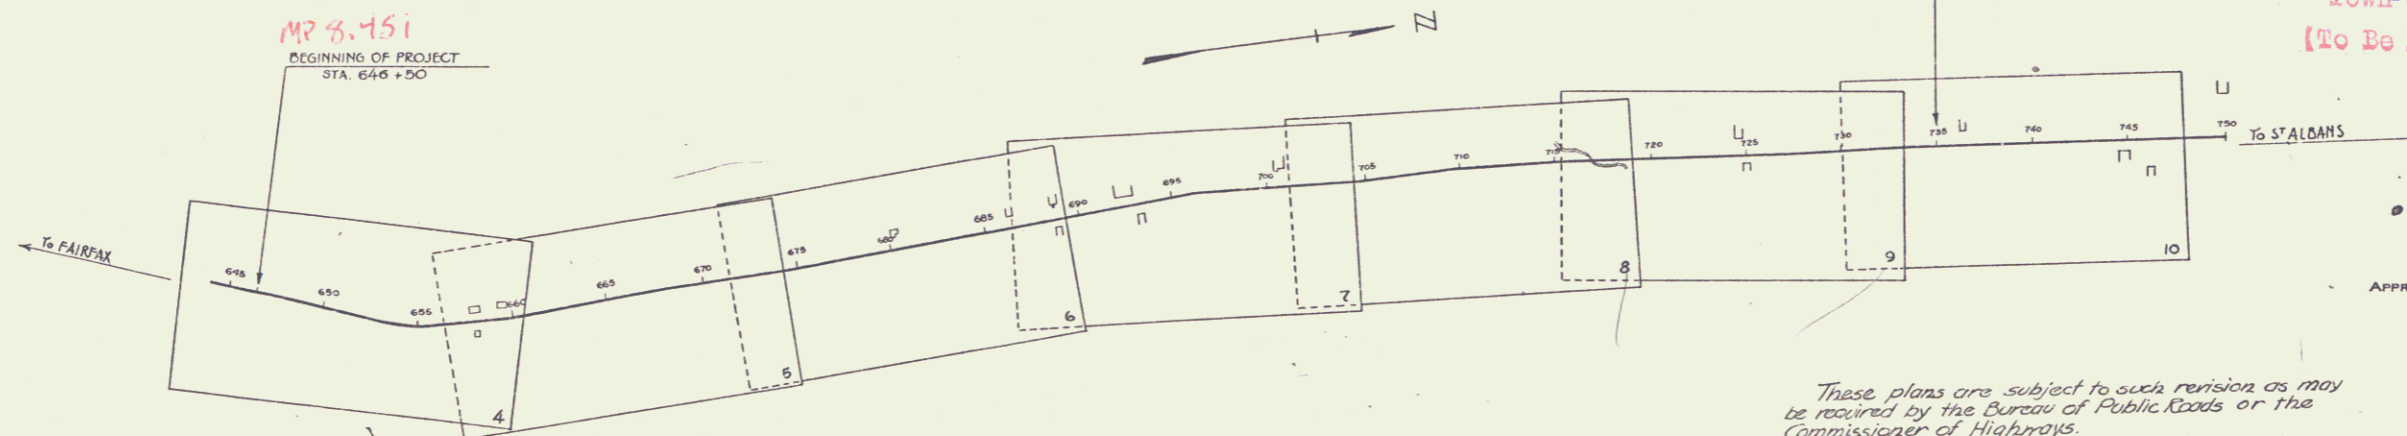 MP 8.451
BEGINNING OF PROJECT
STA. 646 + 50
N
Town
(To Be
To FAIRFAX
645
650
655
660
665
670
675
680
685
690
695
700
705
710
715
720
725
730
735
740
745
750
To ST ALBANS
4
5
6
7
8
9
10
APPR
These plans are subject to such revision as may
be required by the Bureau of Public Roads or the
Commissioner of Highways.